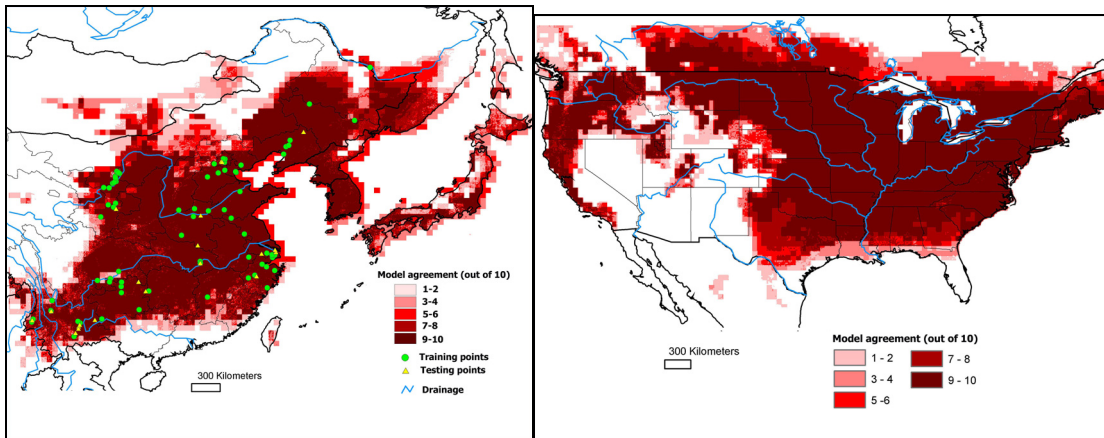 Model agreement (out of 10)
1-2
3-4
5-6
7-8
9-10
Training points
Testing points
Drainage
300 Kilometers
300 Kilometers
Model agreement (out of 10)
1 - 2
3 - 4
5 -6
7 - 8
9 - 10